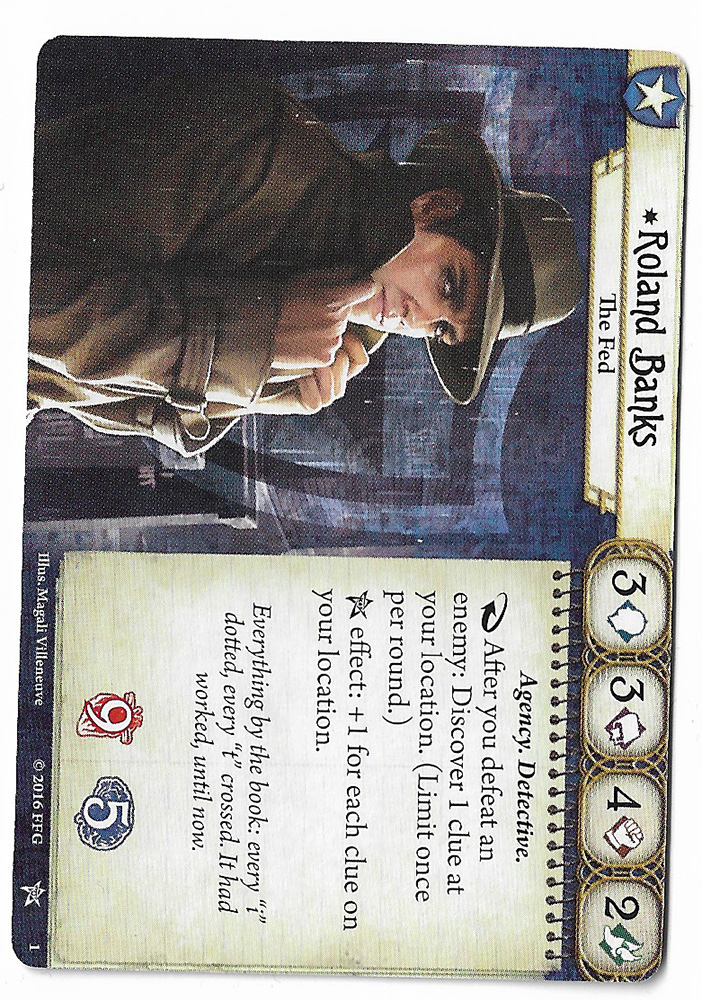 Roland Banks
The Fed
3 3 4 2
Agency. Detective.
After you defeat an
enemy: Discover 1 clue at
your location. (Limit once
per round.)
effect: +1 for each clue on
your location.
Everything by the book: every “i”
dotted, every “t” crossed. It had
worked, until now.
9 5
Illus. Magali Villeneuve
© 2016 FFG
1